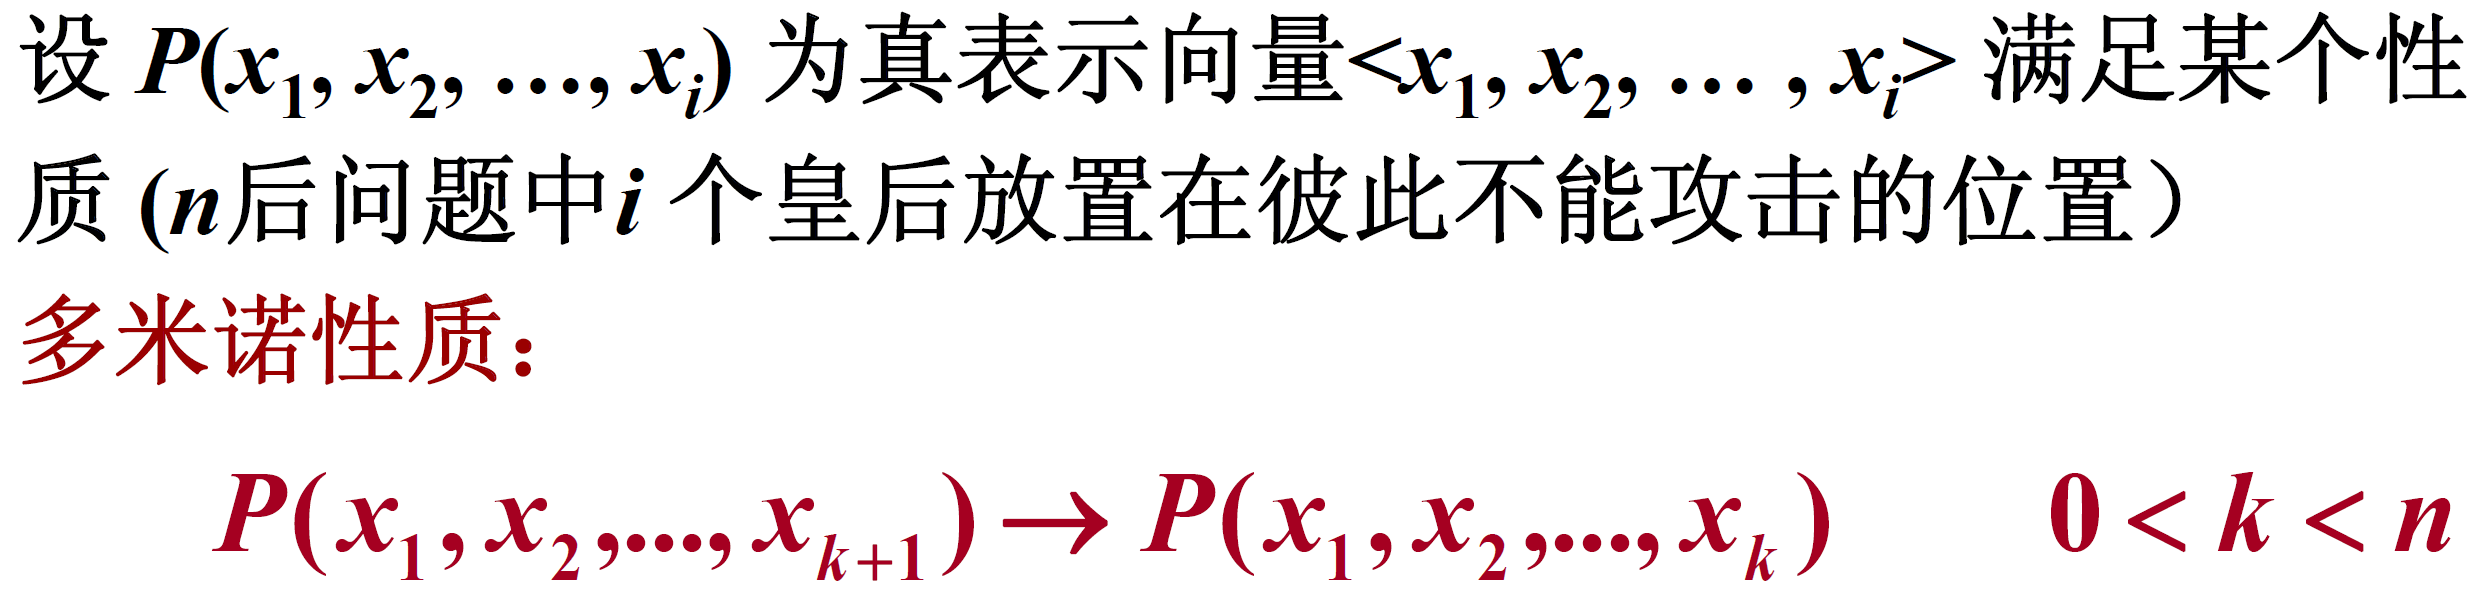 设 P(x₁, x₂, …, xᵢ) 为真表示向量<x₁, x₂, … , xᵢ> 满足某个性
质 (n后问题中i 个皇后放置在彼此不能攻击的位置）
多米诺性质：
P(x₁, x₂,..., xₖ₊₁) → P(x₁, x₂,..., xₖ) 0 < k < n